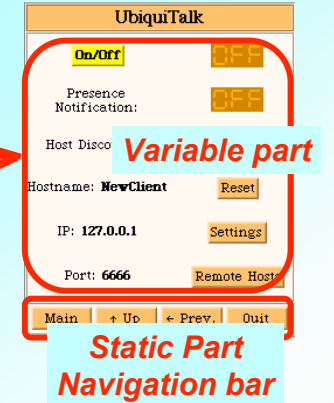 UbiquiTalk
On/Off OFF
Presence
Notification: OFF
Host Disco
Variable part
Hostname: NewClient Reset
IP: 127.0.0.1 Settings
Port: 6666 Remote Hosts
Main ↑ Up ← Prev. Quit
Static Part
Navigation bar